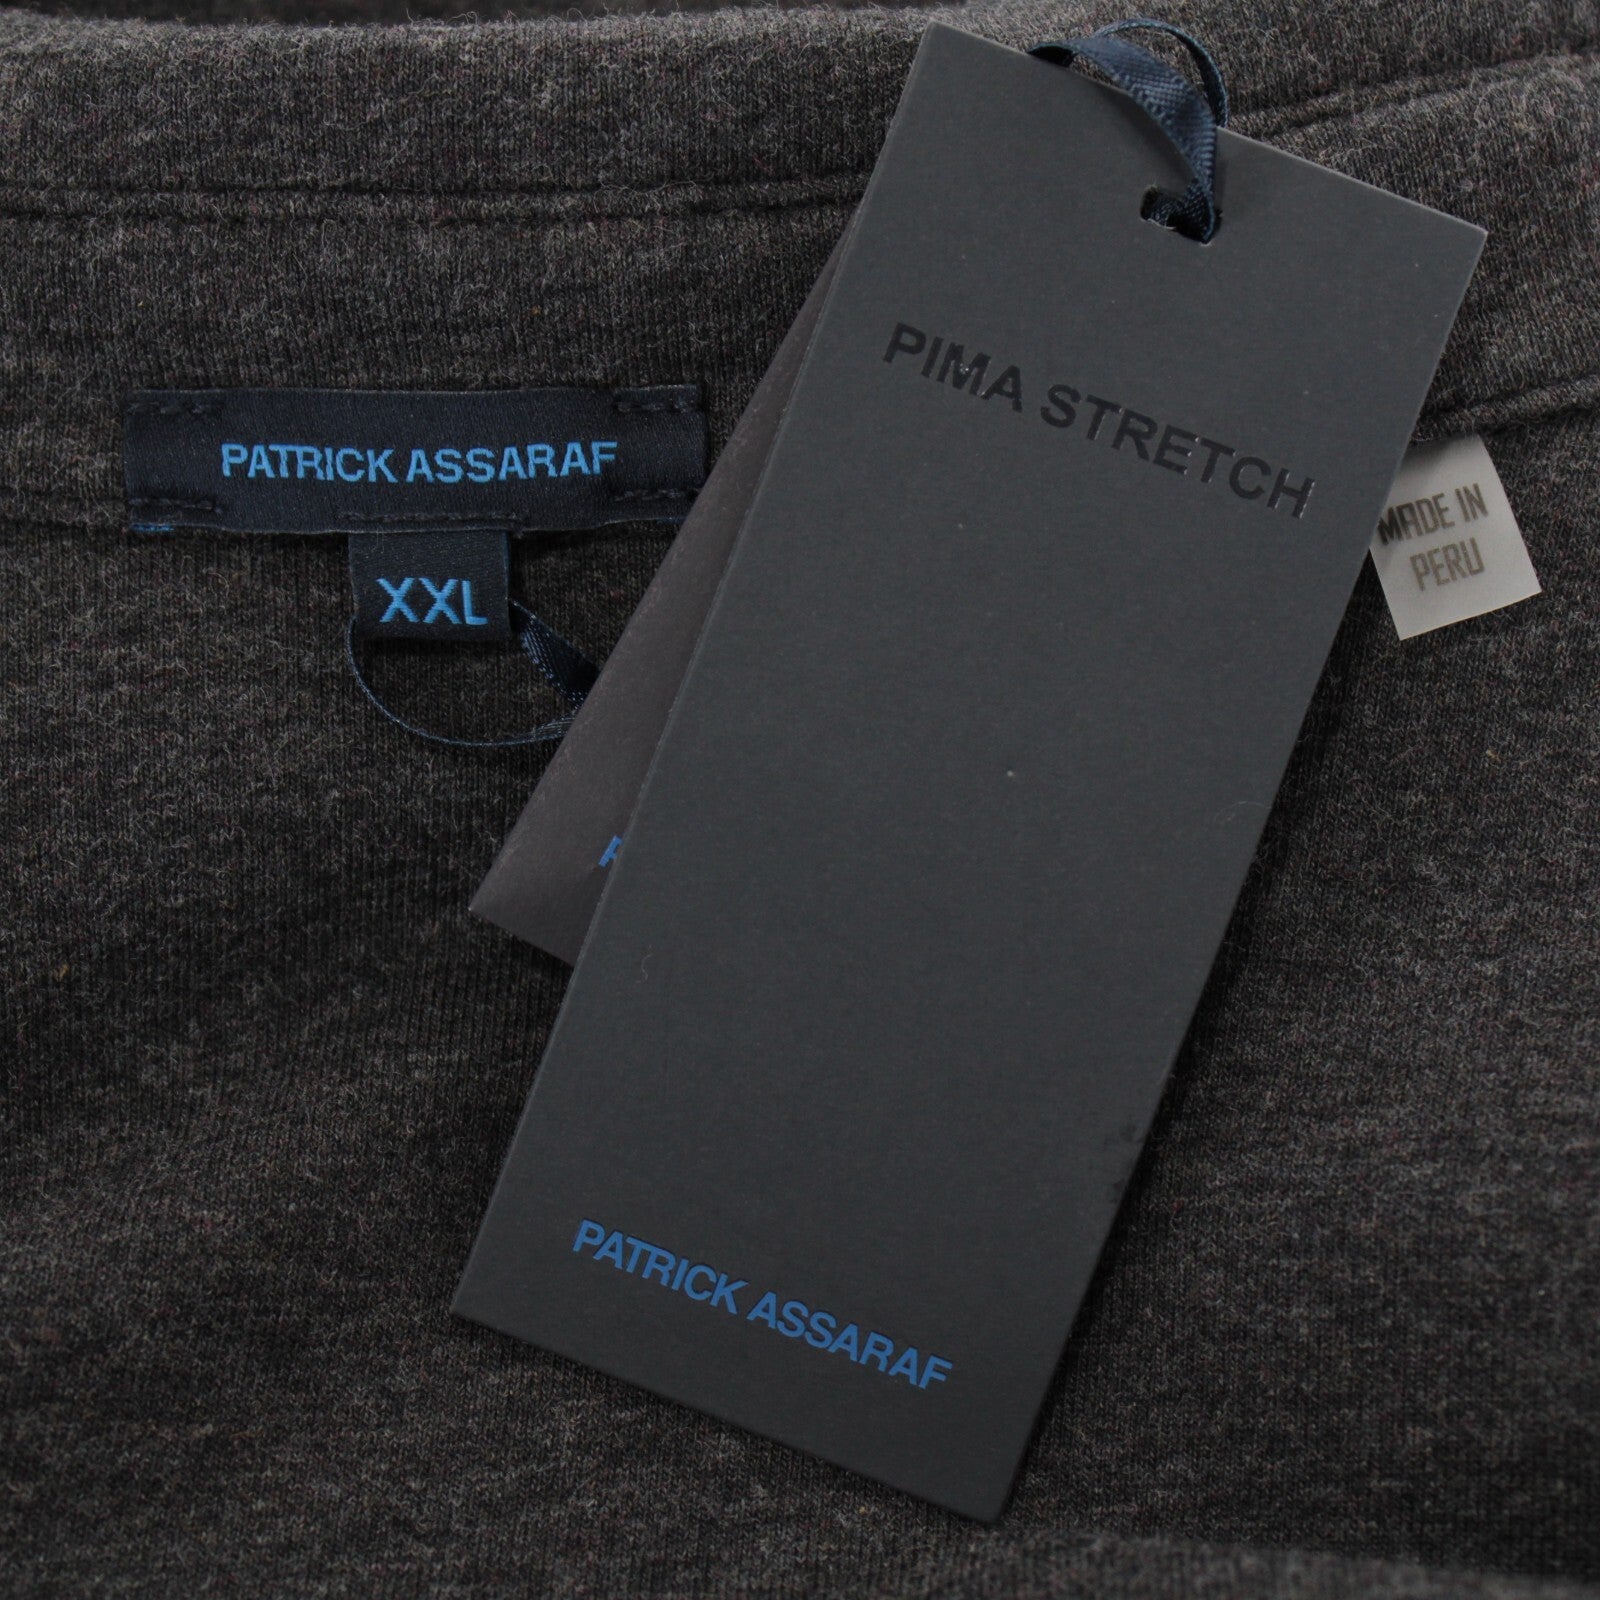 PATRICK ASSARAF
XXL
PIMA STRETCH
MADE IN
PERU
PATRICK ASSARAF